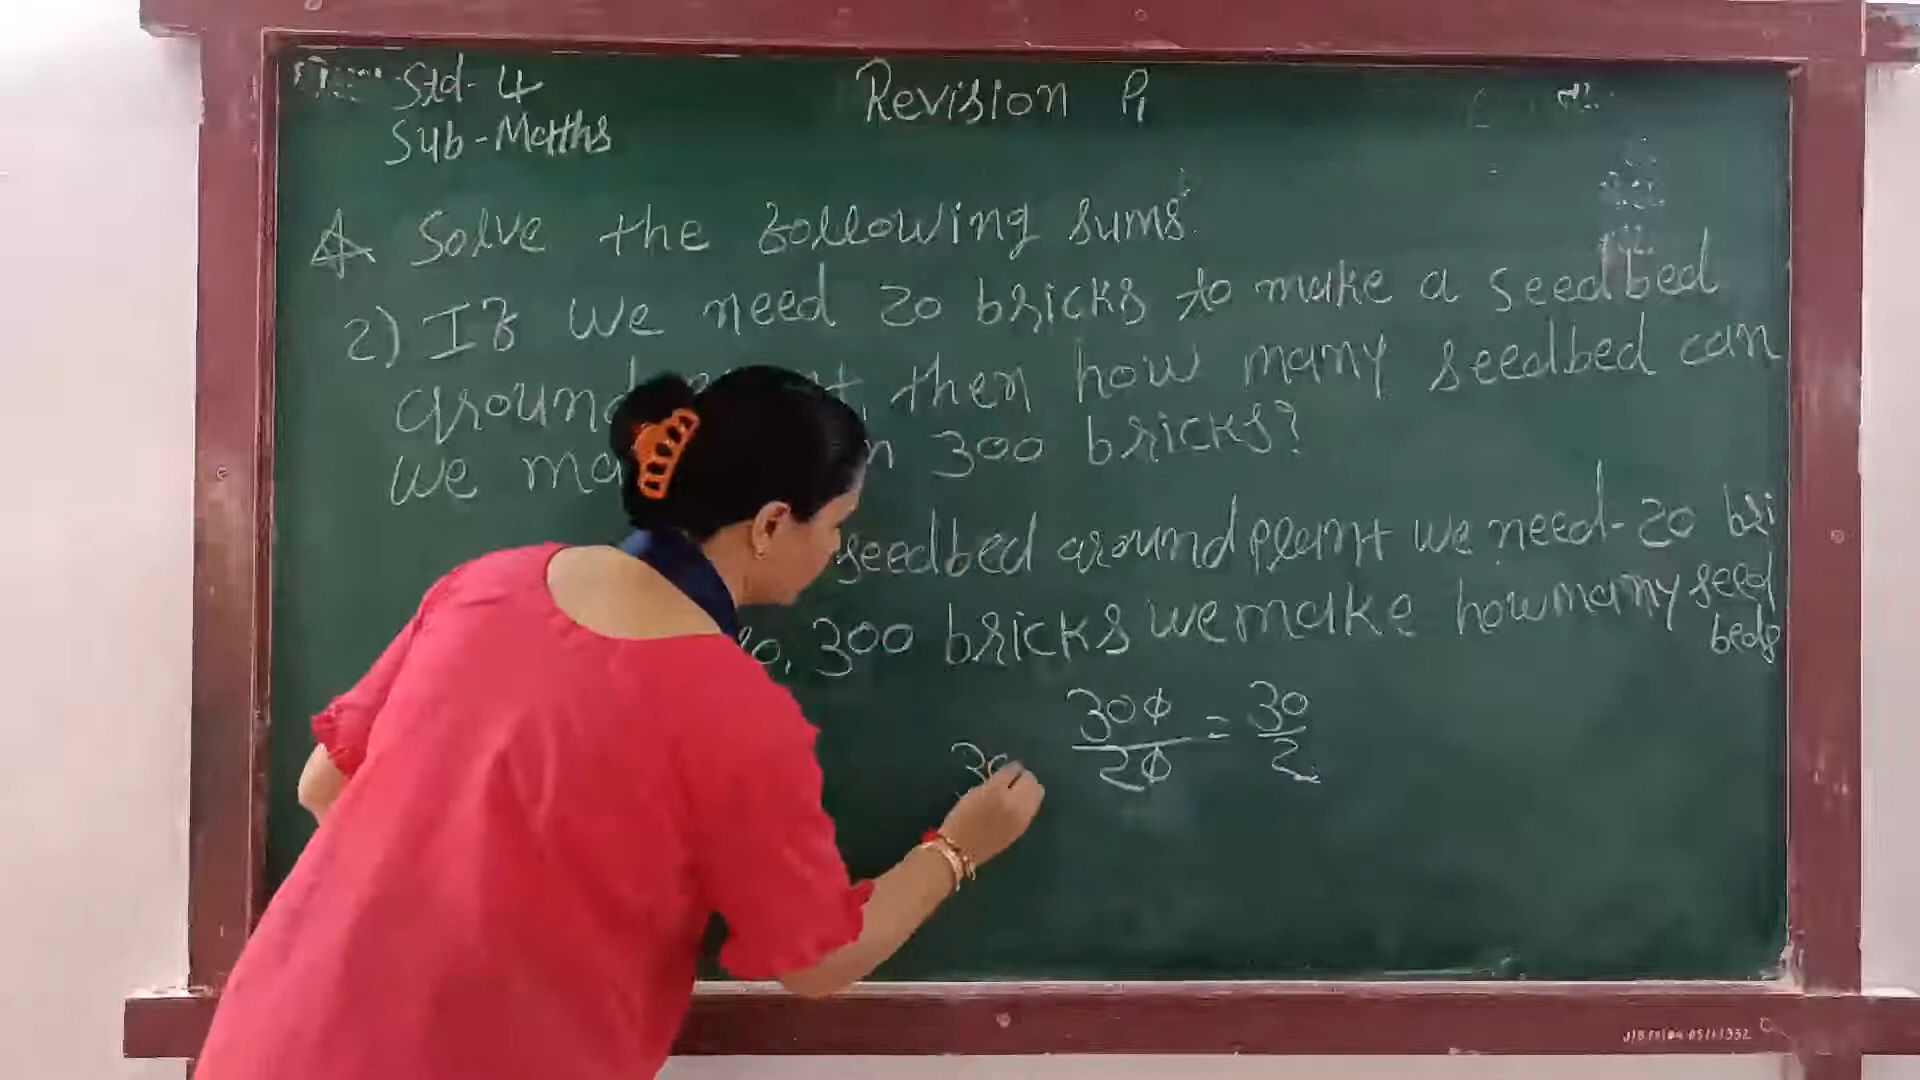 Std- 4
Revision P1
Sub - Maths
Solve the following sums.
2) If we need 20 bricks to make a seedbed
around then how many seedbed can
we 300 bricks?
seedbed around plant we need - 20 bri
300 bricks we make how many seed
beds
300 = 30
20 2
30